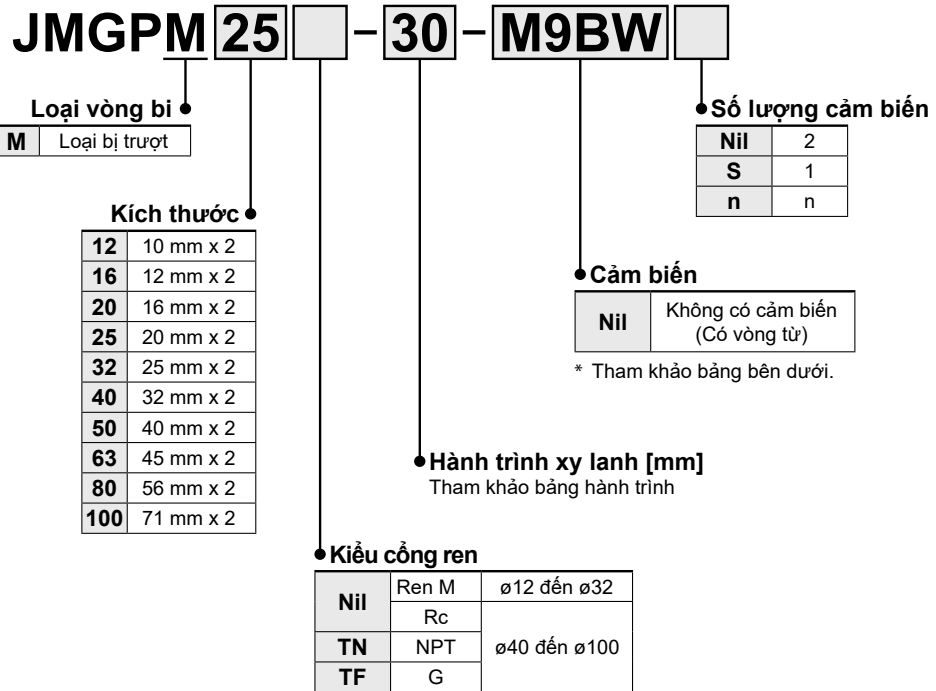 JMGPM 25 – 30 – M9BW
Loại vòng bi
M Loại bị trượt
Số lượng cảm biến
Nil 2
S 1
n n
Kích thước
12 10 mm x 2
16 12 mm x 2
20 16 mm x 2
25 20 mm x 2
32 25 mm x 2
40 32 mm x 2
50 40 mm x 2
63 45 mm x 2
80 56 mm x 2
100 71 mm x 2
Cảm biến
Nil Không có cảm biến
(Có vòng từ)
* Tham khảo bảng bên dưới.
Hành trình xy lanh [mm]
Tham khảo bảng hành trình
Kiểu cổng ren
Nil Ren M ø12 đến ø32
Rc
TN NPT ø40 đến ø100
TF G